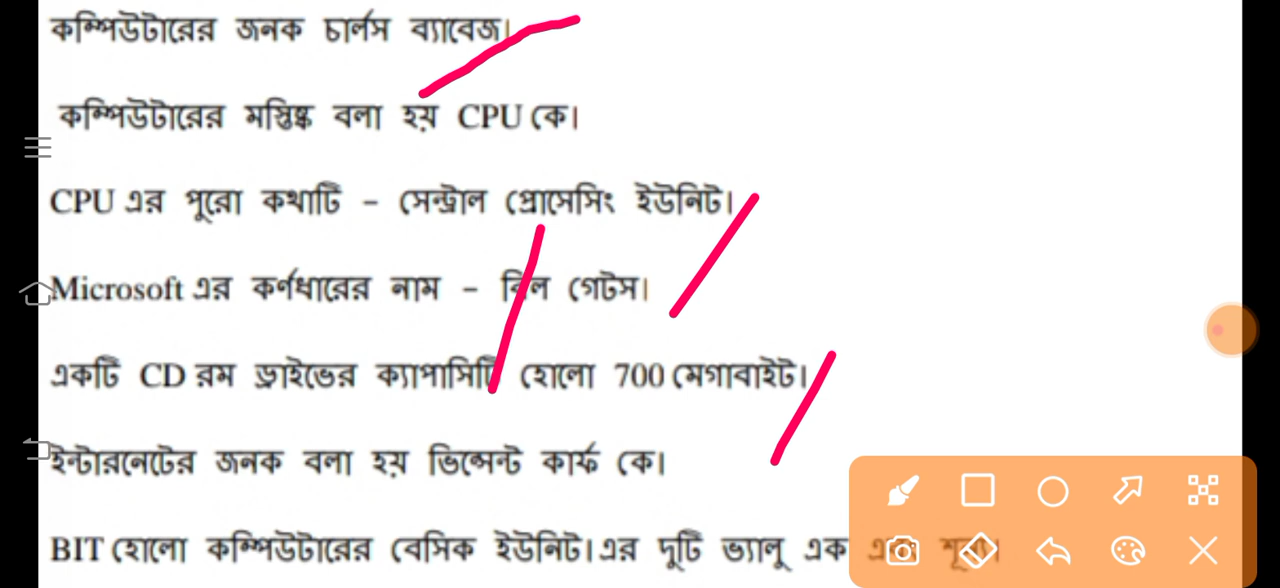 কম্পিউটারের জনক চার্লস ব্যাবেজ।
কম্পিউটারের মস্তিষ্ক বলা হয় CPU কে।
CPU এর পুরো কথাটি – সেন্ট্রাল প্রোসেসিং ইউনিট।
Microsoft এর কর্ণধারের নাম – বিল গেটস।
একটি CD রম ড্রাইভের ক্যাপাসিটি হোলো 700 মেগাবাইট।
ইন্টারনেটের জনক বলা হয় ভিন্সেন্ট কার্ফ কে।
BIT হোলো কম্পিউটারের বেসিক ইউনিট। এর দুটি ভ্যালু এক এবং শূন্য।